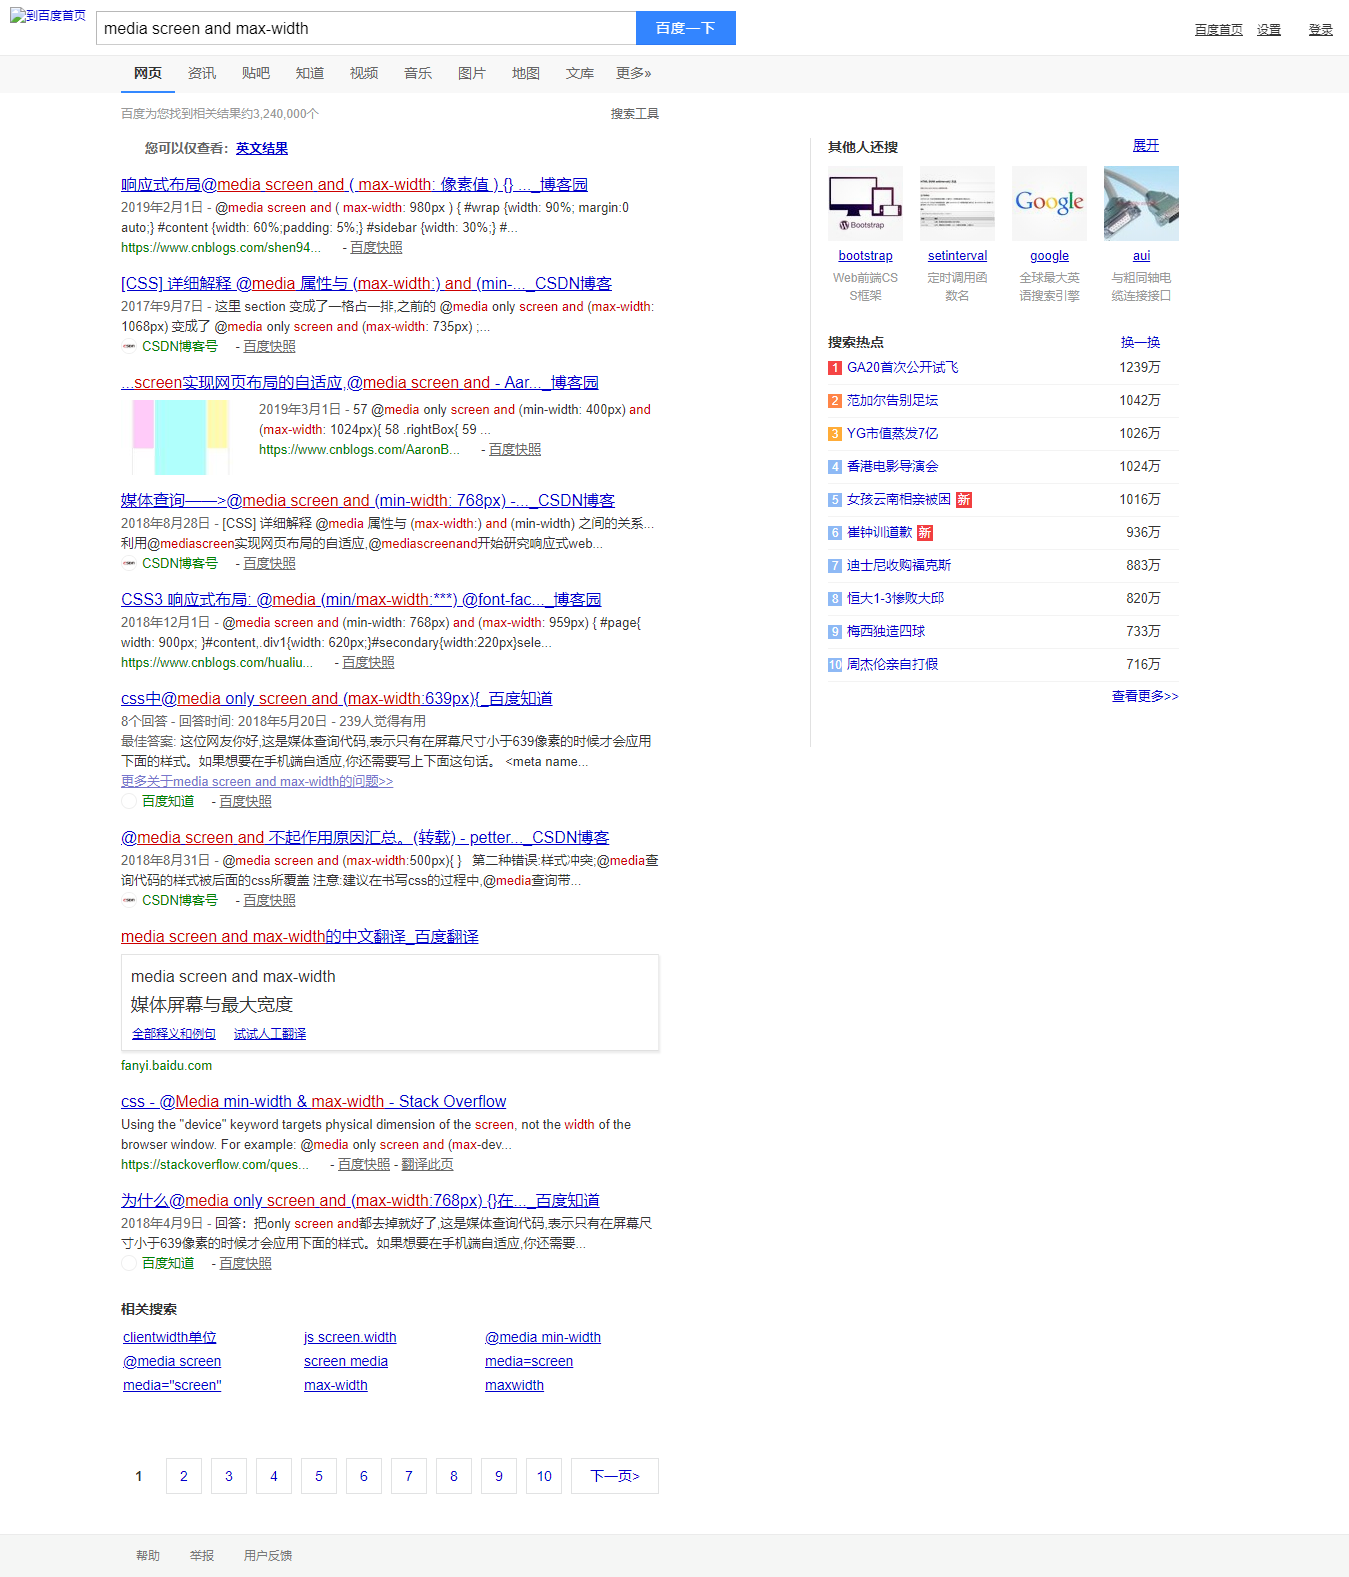 到百度首页
media screen and max-width
百度一下
百度首页 设置 登录
网页 资讯 贴吧 知道 视频 音乐 图片 地图 文库 更多»
百度为您找到相关结果约3,240,000个 搜索工具
您可以仅查看：英文结果
响应式布局@media screen and ( max-width: 像素值 ) {} ..._博客园
2019年2月1日 - @media screen and ( max-width: 980px ) { #wrap {width: 90%; margin:0
auto;} #content {width: 60%;padding: 5%;} #sidebar {width: 30%;} #...
https://www.cnblogs.com/shen94... - 百度快照
[CSS] 详细解释 @media 属性与 (max-width:) and (min-..._CSDN博客
2017年9月7日 - 这里 section 变成了一格占一排,之前的 @media only screen and (max-width:
1068px) 变成了 @media only screen and (max-width: 735px) ;...
CSDN博客号 - 百度快照
...screen实现网页布局的自适应,@media screen and - Aar..._博客园
2019年3月1日 - 57 @media only screen and (min-width: 400px) and
(max-width: 1024px){ 58 .rightBox{ 59 ...
https://www.cnblogs.com/AaronB... - 百度快照
媒体查询——>@media screen and (min-width: 768px) -..._CSDN博客
2018年8月28日 - [CSS] 详细解释 @media 属性与 (max-width:) and (min-width) 之间的关系...
利用@mediascreen实现网页布局的自适应,@mediascreenand开始研究响应式web...
CSDN博客号 - 百度快照
CSS3 响应式布局: @media (min/max-width:***) @font-fac..._博客园
2018年12月1日 - @media screen and (min-width: 768px) and (max-width: 959px) { #page{
width: 900px; }#content,.div1{width: 620px;}#secondary{width:220px}sele...
https://www.cnblogs.com/hualiu... - 百度快照
css中@media only screen and (max-width:639px){_百度知道
8个回答 - 回答时间: 2018年5月20日 - 239人觉得有用
最佳答案: 这位网友你好,这是媒体查询代码,表示只有在屏幕尺寸小于639像素的时候才会应用
下面的样式。如果想要在手机端自适应,你还需要写上下面这句话。 <meta name...
更多关于media screen and max-width的问题>>
百度知道 - 百度快照
@media screen and 不起作用原因汇总。(转载) - petter..._CSDN博客
2018年8月31日 - @media screen and (max-width:500px){ } 第二种错误:样式冲突;@media查
询代码的样式被后面的css所覆盖 注意:建议在书写css的过程中,@media查询带...
CSDN博客号 - 百度快照
media screen and max-width的中文翻译_百度翻译
media screen and max-width
媒体屏幕与最大宽度
全部释义和例句 试试人工翻译
fanyi.baidu.com
css - @Media min-width & max-width - Stack Overflow
Using the "device" keyword targets physical dimension of the screen, not the width of the
browser window. For example: @media only screen and (max-dev...
https://stackoverflow.com/ques... - 百度快照 - 翻译此页
为什么@media only screen and (max-width:768px) {}在..._百度知道
2018年4月9日 - 回答：把only screen and都去掉就好了,这是媒体查询代码,表示只有在屏幕尺
寸小于639像素的时候才会应用下面的样式。如果想要在手机端自适应,你还需要...
百度知道 - 百度快照
相关搜索
clientwidth单位 js screen.width @media min-width
@media screen screen media media=screen
media="screen" max-width maxwidth
1 2 3 4 5 6 7 8 9 10 下一页>
帮助 举报 用户反馈
其他人还搜 展开
Bootstrap
Google
bootstrap setinterval google aui
Web前端CS 定时调用函 全球最大英 与粗同轴电
S框架 数名 语搜索引擎 缆连接接口
搜索热点 换一换
1 GA20首次公开试飞 1239万
2 范加尔告别足坛 1042万
3 YG市值蒸发7亿 1026万
4 香港电影导演会 1024万
5 女孩云南相亲被困 新 1016万
6 崔钟训道歉 新 936万
7 迪士尼收购福克斯 883万
8 恒大1-3惨败大邱 820万
9 梅西独造四球 733万
10 周杰伦亲自打假 716万
查看更多>>